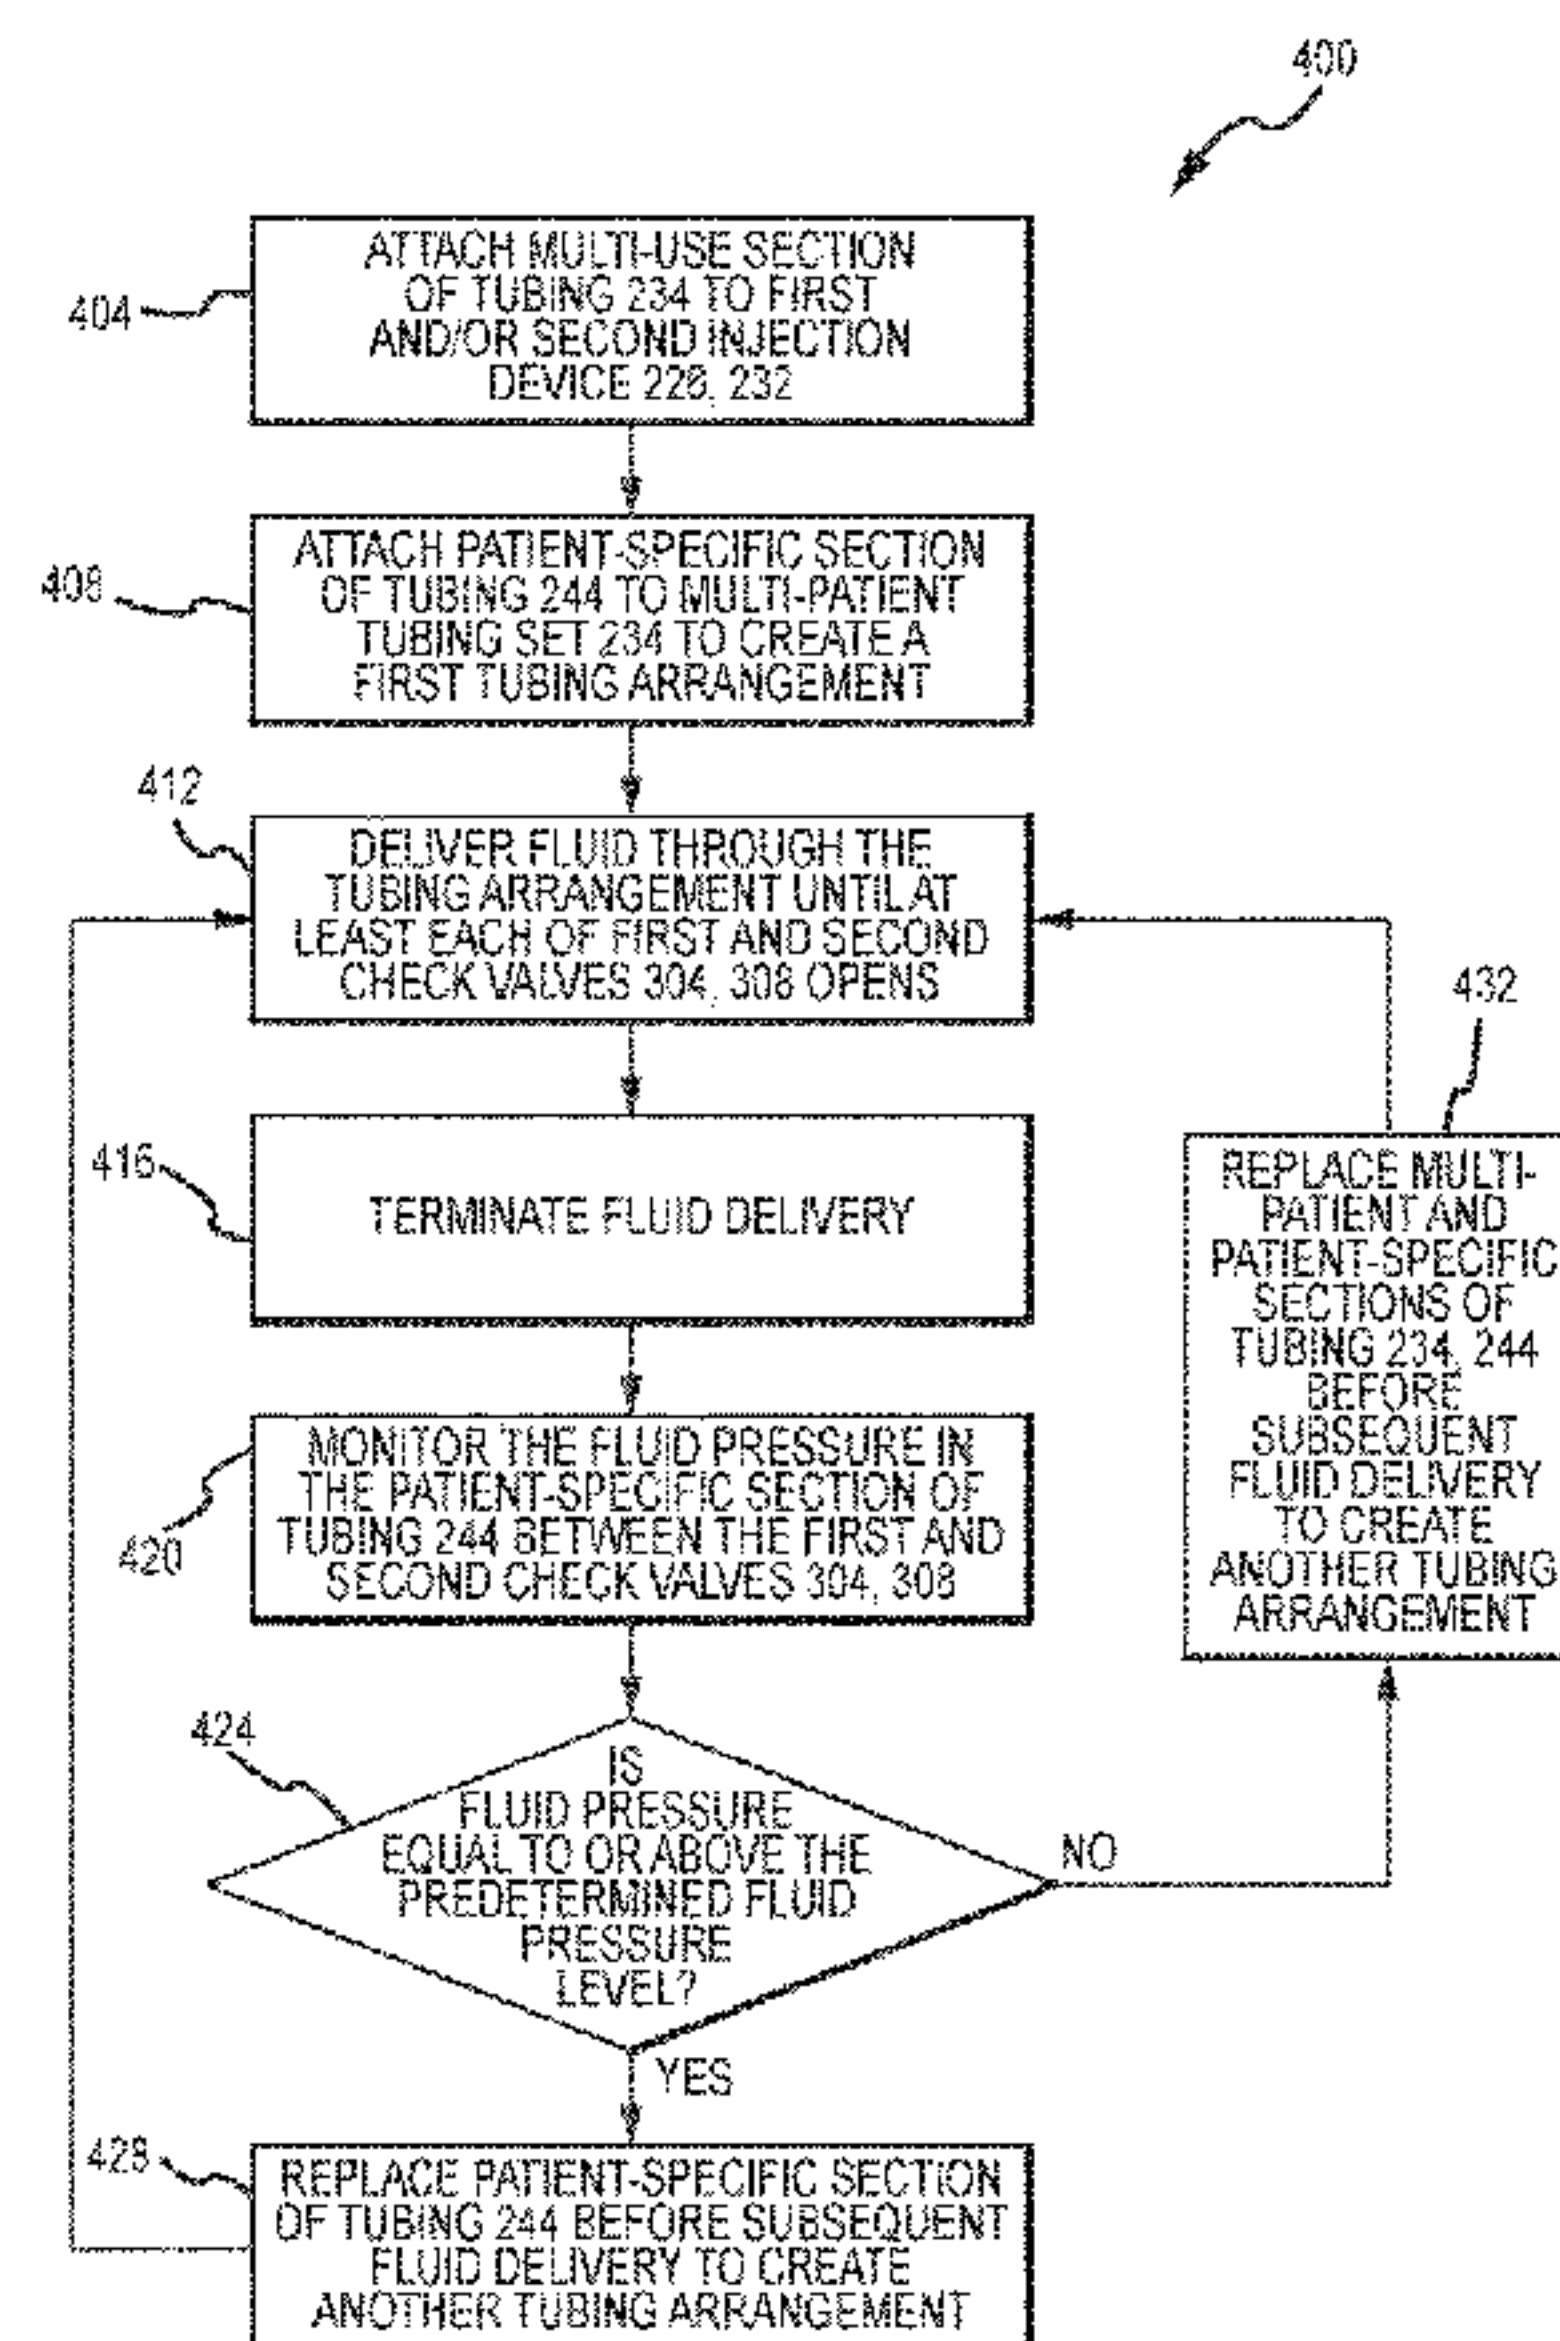 400
404
ATTACH MULTI-USE SECTION
OF TUBING 234 TO FIRST
AND/OR SECOND INJECTION
DEVICE 228, 232
408
ATTACH PATIENT-SPECIFIC SECTION
OF TUBING 244 TO MULTI-PATIENT
TUBING SET 234 TO CREATE A
FIRST TUBING ARRANGEMENT
412
DELIVER FLUID THROUGH THE
TUBING ARRANGEMENT UNTIL AT
LEAST EACH OF FIRST AND SECOND
CHECK VALVES 304, 308 OPENS
416
TERMINATE FLUID DELIVERY
420
MONITOR THE FLUID PRESSURE IN
THE PATIENT-SPECIFIC SECTION OF
TUBING 244 BETWEEN THE FIRST AND
SECOND CHECK VALVES 304, 308
424
IS
FLUID PRESSURE
EQUAL TO OR ABOVE THE
PREDETERMINED FLUID
PRESSURE
LEVEL?
NO
YES
432
REPLACE MULTI-
PATIENT AND
PATIENT-SPECIFIC
SECTIONS OF
TUBING 234, 244
BEFORE
SUBSEQUENT
FLUID DELIVERY
TO CREATE
ANOTHER TUBING
ARRANGEMENT
428
REPLACE PATIENT-SPECIFIC SECTION
OF TUBING 244 BEFORE SUBSEQUENT
FLUID DELIVERY TO CREATE
ANOTHER TUBING ARRANGEMENT